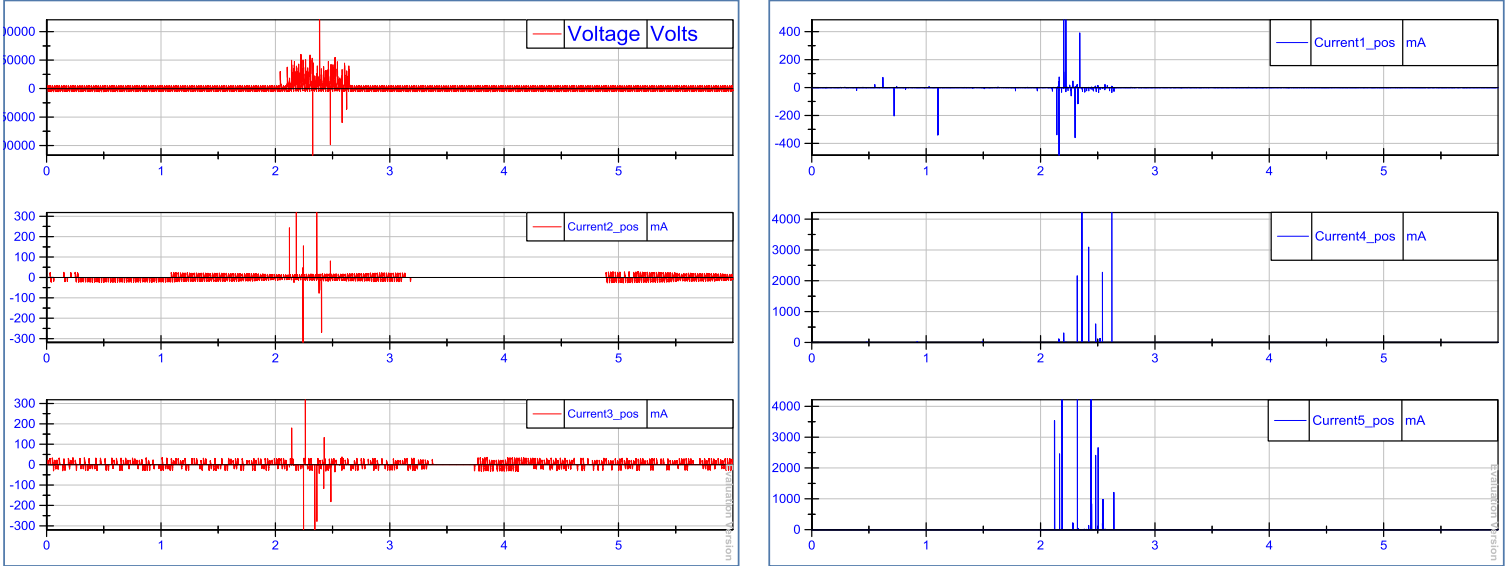 Voltage Volts
0000
50000
0
50000
0000
0 1 2 3 4 5
Current2_pos mA
300
200
100
0
-100
-200
-300
0 1 2 3 4 5
Current3_pos mA
300
200
100
0
-100
-200
-300
0 1 2 3 4 5
Evaluation Version
Current1_pos mA
400
200
0
-200
-400
0 1 2 3 4 5
Current4_pos mA
4000
3000
2000
1000
0
0 1 2 3 4 5
Current5_pos mA
4000
3000
2000
1000
0
0 1 2 3 4 5
Evaluation Version